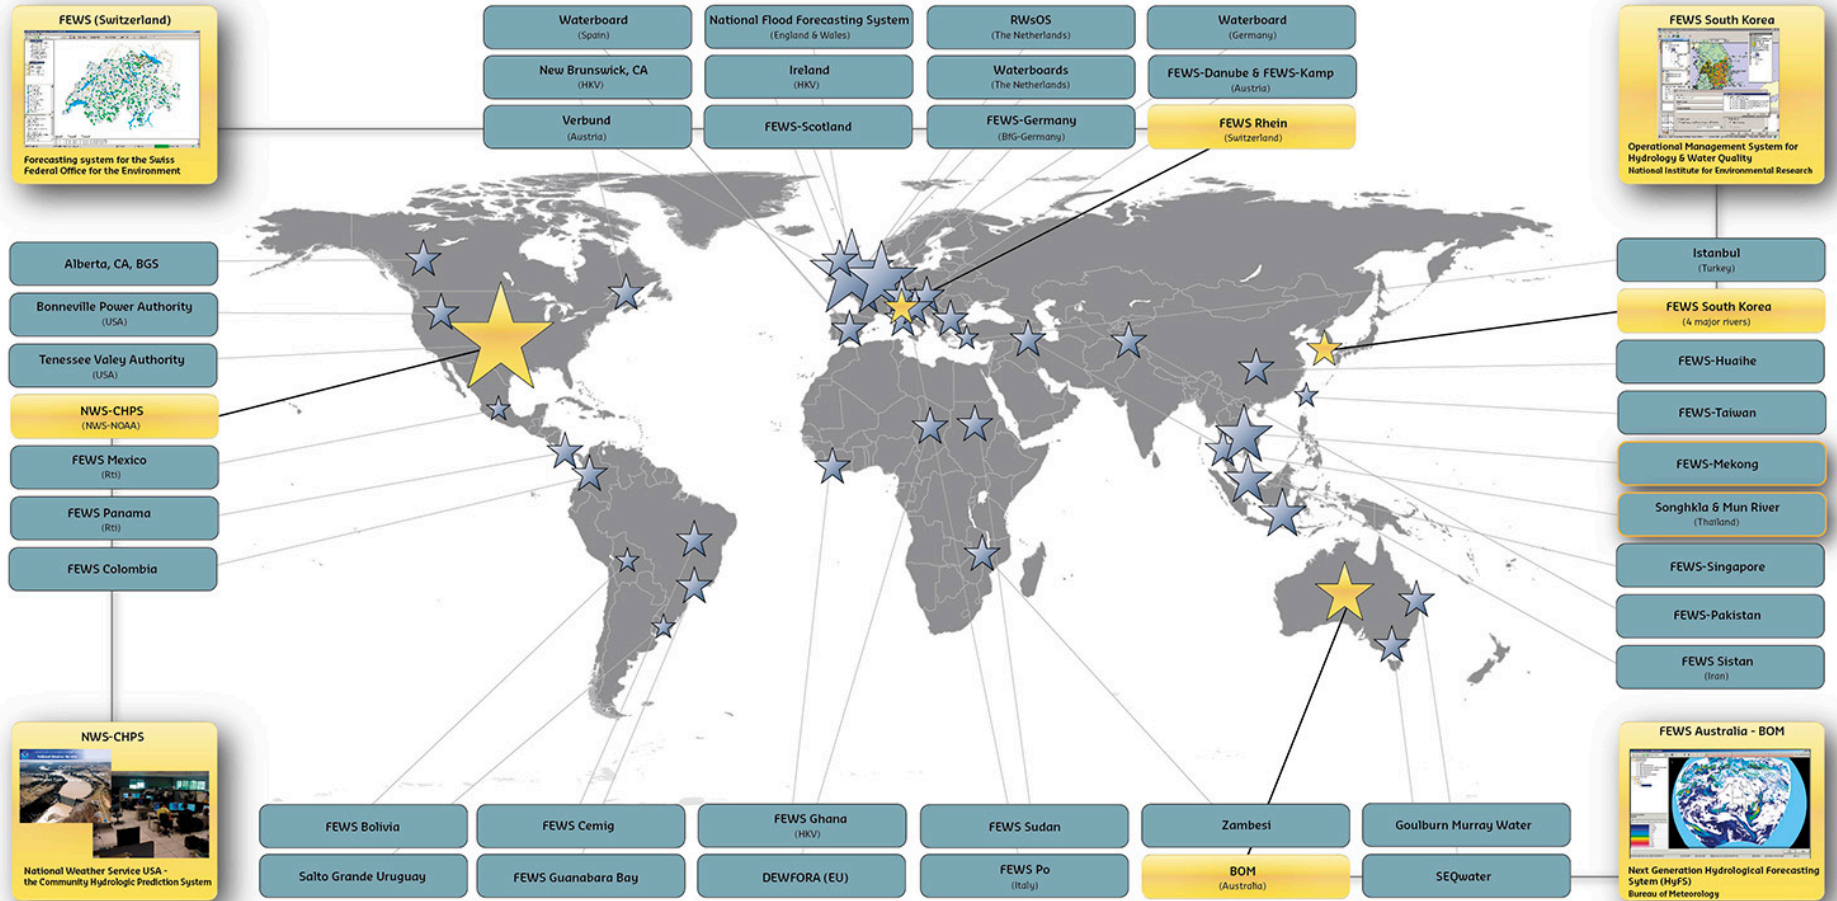 FEWS (Switzerland)
Forecasting system for the Swiss
Federal Office for the Environment
Waterboard
(Spain)
National Flood Forecasting System
(England & Wales)
RWsOS
(The Netherlands)
Waterboard
(Germany)
New Brunswick, CA
(HKV)
Ireland
(HKV)
Waterboards
(The Netherlands)
FEWS-Danube & FEWS-Kamp
(Austria)
Verbund
(Austria)
FEWS-Scotland
FEWS-Germany
(BfG-Germany)
FEWS Rhein
(Switzerland)
FEWS South Korea
Operational Management System for
Hydrology & Water Quality
National Institute for Environmental Research
Alberta, CA, BGS
Bonneville Power Authority
(USA)
Tenessee Valey Authority
(USA)
NWS-CHPS
(NWS-NOAA)
FEWS Mexico
(Rti)
FEWS Panama
(Rti)
FEWS Colombia
Istanbul
(Turkey)
FEWS South Korea
(4 major rivers)
FEWS-Huaihe
FEWS-Taiwan
FEWS-Mekong
Songhkla & Mun River
(Thailand)
FEWS-Singapore
FEWS-Pakistan
FEWS Sistan
(Iran)
NWS-CHPS
National Weather Service USA -
the Community Hydrologic Prediction System
FEWS Bolivia
FEWS Cemig
FEWS Ghana
(HKV)
FEWS Sudan
Zambesi
Goulburn Murray Water
Salto Grande Uruguay
FEWS Guanabara Bay
DEWFORA (EU)
FEWS Po
(Italy)
BOM
(Australia)
SEQwater
FEWS Australia - BOM
Next Generation Hydrological Forecasting
Sytem (HyFS)
Bureau of Meteorology